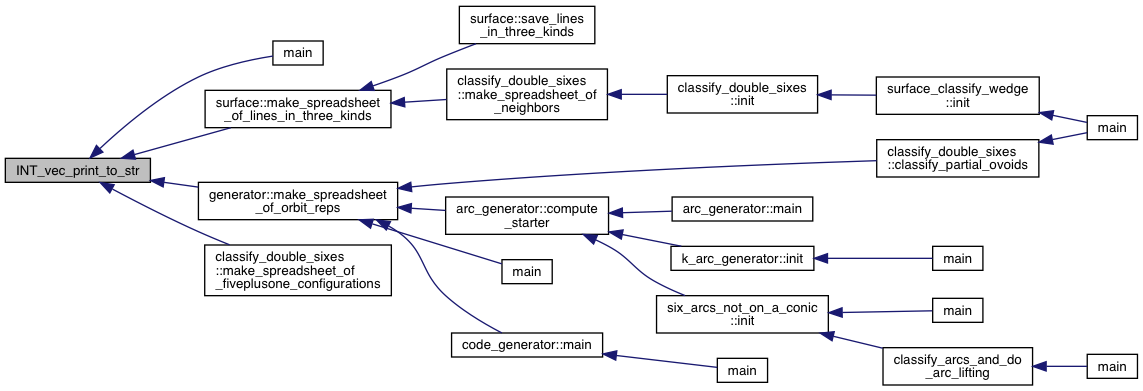 INT_vec_print_to_str
main
surface::make_spreadsheet
_of_lines_in_three_kinds
generator::make_spreadsheet
_of_orbit_reps
classify_double_sixes
::make_spreadsheet_of
_fiveplusone_configurations
surface::save_lines
_in_three_kinds
classify_double_sixes
::make_spreadsheet_of
_neighbors
classify_double_sixes
::init
surface_classify_wedge
::init
main
classify_double_sixes
::classify_partial_ovoids
arc_generator::compute
_starter
main
code_generator::main
main
arc_generator::main
k_arc_generator::init
main
six_arcs_not_on_a_conic
::init
main
classify_arcs_and_do
_arc_lifting
main